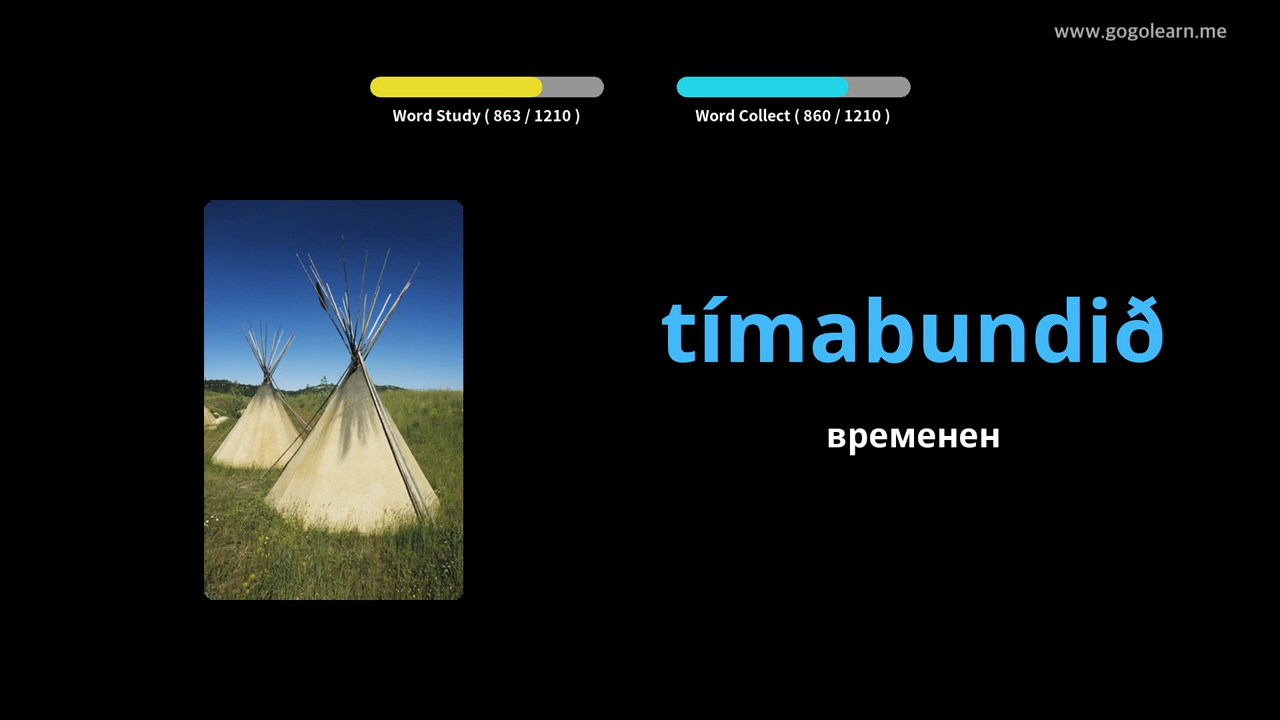 www.gogolearn.me
Word Study ( 863 / 1210 )
Word Collect ( 860 / 1210 )
tímabundið
временен